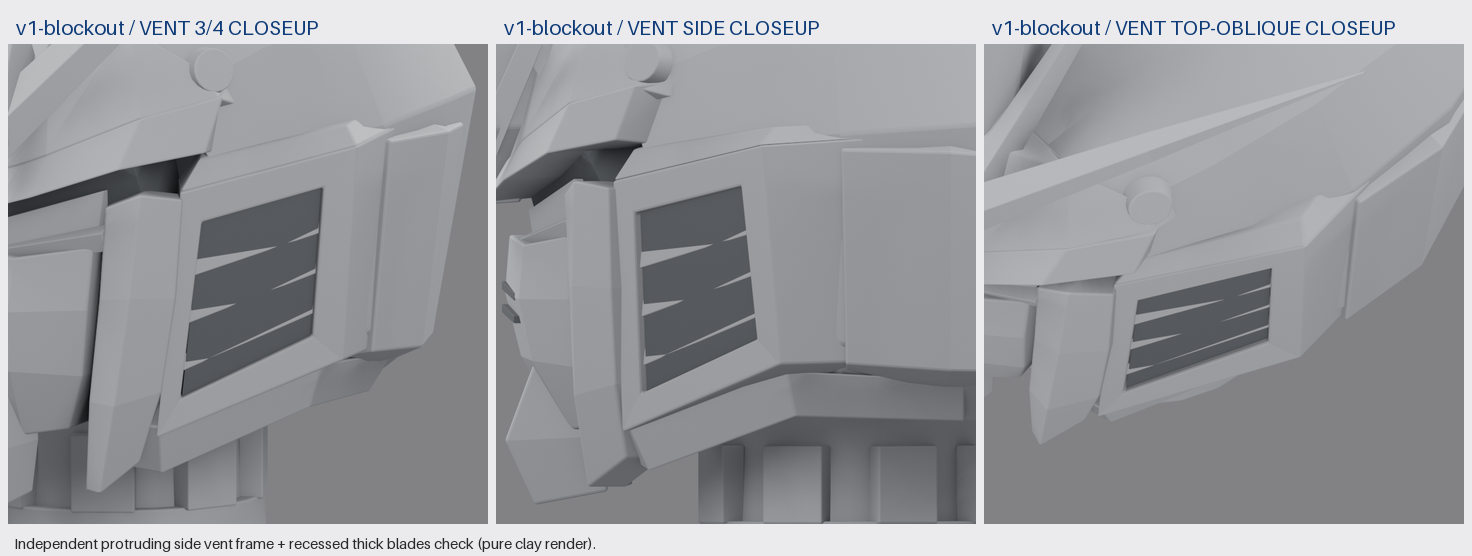 v1-blockout / VENT 3/4 CLOSEUP
v1-blockout / VENT SIDE CLOSEUP
v1-blockout / VENT TOP-OBLIQUE CLOSEUP
Independent protruding side vent frame + recessed thick blades check (pure clay render).